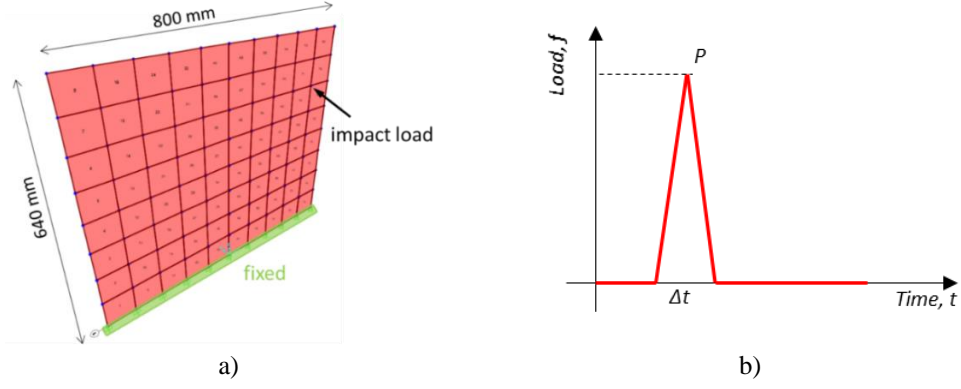 800 mm
640 mm
impact load
fixed
a)
Load, f
P
Δt
Time, t
b)